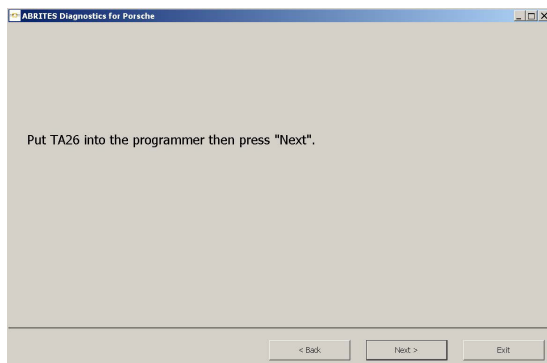 ABRITES Diagnostics for Porsche
Put TA26 into the programmer then press "Next".
< Back
Next >
Exit